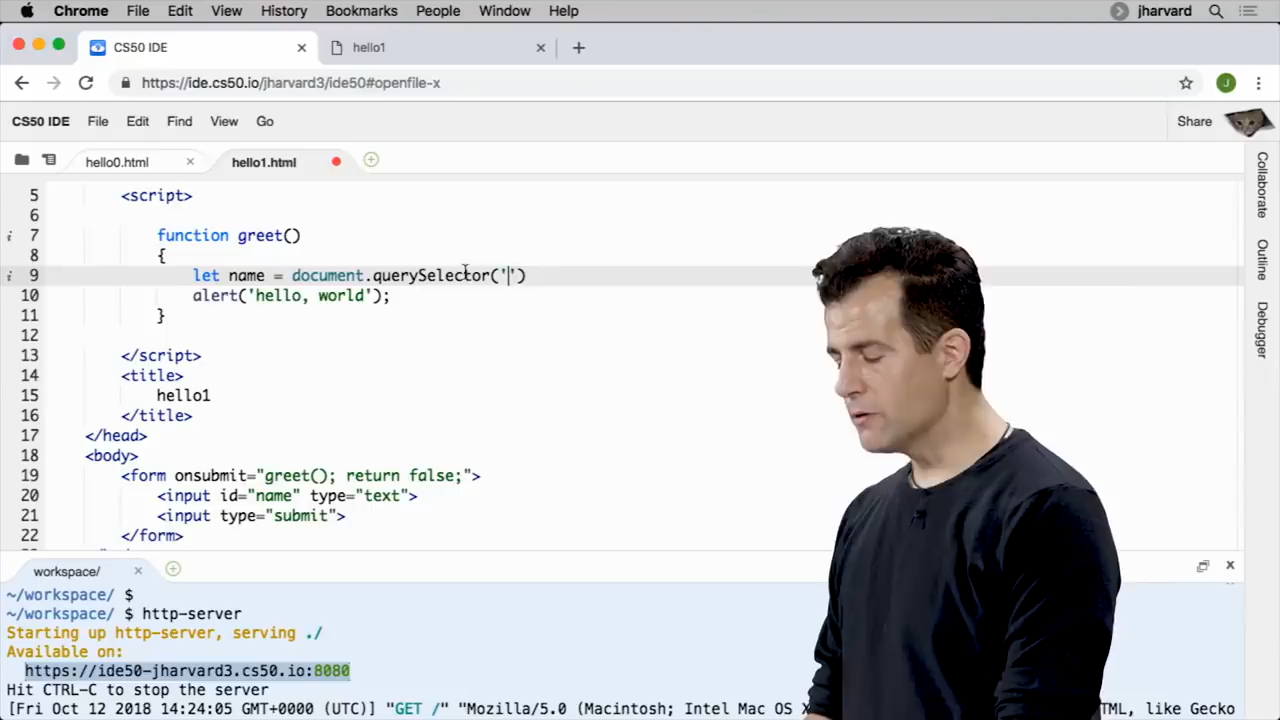 Chrome File Edit View History Bookmarks People Window Help jharvard
CS50 IDE hello1
https://ide.cs50.io/jharvard3/ide50#openfile-x J
CS50 IDE File Edit Find View Go Share
hello0.html hello1.html
5 <script>
6
i 7 function greet()
8 {
i 9 let name = document.querySelector('')
10 alert('hello, world');
11 }
12
13 </script>
14 <title>
15 hello1
16 </title>
17 </head>
18 <body>
19 <form onsubmit="greet(); return false;">
20 <input id="name" type="text">
21 <input type="submit">
22 </form>
Collaborate
Outline
Debugger
workspace/
~/workspace/ $
~/workspace/ $ http-server
Starting up http-server, serving ./
Available on:
https://ide50-jharvard3.cs50.io:8080
Hit CTRL-C to stop the server
[Fri Oct 12 2018 14:24:05 GMT+0000 (UTC)] "GET /" "Mozilla/5.0 (Macintosh; Intel Mac OS X TML, like Gecko